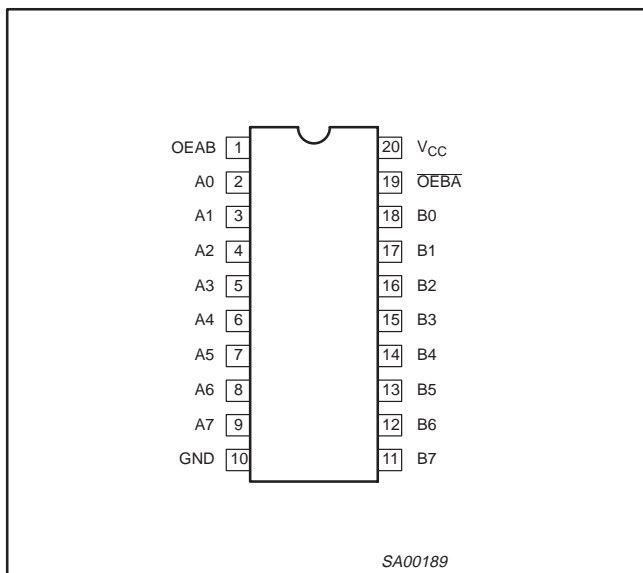 OEAB 1 20 VCC
A0 2 19 O̅E̅B̅A̅
A1 3 18 B0
A2 4 17 B1
A3 5 16 B2
A4 6 15 B3
A5 7 14 B4
A6 8 13 B5
A7 9 12 B6
GND 10 11 B7
SA00189